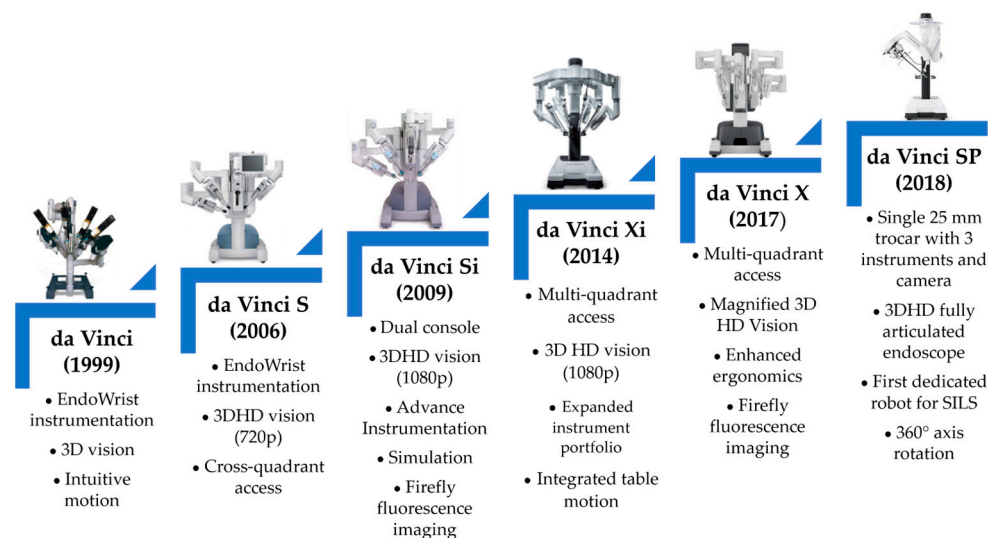 da Vinci
(1999)
• EndoWrist
instrumentation
• 3D vision
• Intuitive
motion
da Vinci S
(2006)
• EndoWrist
instrumentation
• 3DHD vision
(720p)
• Cross-quadrant
access
da Vinci Si
(2009)
• Dual console
• 3DHD vision
(1080p)
• Advance
Instrumentation
• Simulation
• Firefly
fluorescence
imaging
da Vinci Xi
(2014)
• Multi-quadrant
access
• 3D HD vision
(1080p)
• Expanded
instrument
portfolio
• Integrated table
motion
da Vinci X
(2017)
• Multi-quadrant
access
• Magnified 3D
HD Vision
• Enhanced
ergonomics
• Firefly
fluorescence
imaging
da Vinci SP
(2018)
• Single 25 mm
trocar with 3
instruments and
camera
• 3DHD fully
articulated
endoscope
• First dedicated
robot for SILS
• 360° axis
rotation